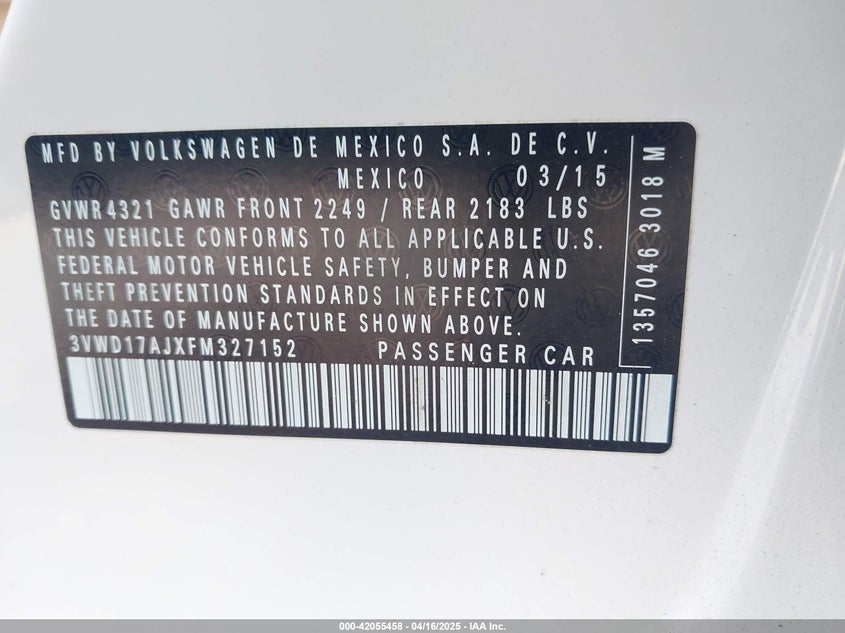 MFD BY VOLKSWAGEN DE MEXICO S.A. DE C.V.
MEXICO 03/15
GVWR 4321 GAWR FRONT 2249 / REAR 2183 LBS
THIS VEHICLE CONFORMS TO ALL APPLICABLE U.S.
FEDERAL MOTOR VEHICLE SAFETY, BUMPER AND
THEFT PREVENTION STANDARDS IN EFFECT ON
THE DATE OF MANUFACTURE SHOWN ABOVE.
3VWD17AJXFM327152 PASSENGER CAR
1357046 3018 M
000-42055458 - 04/16/2025 - IAA Inc.